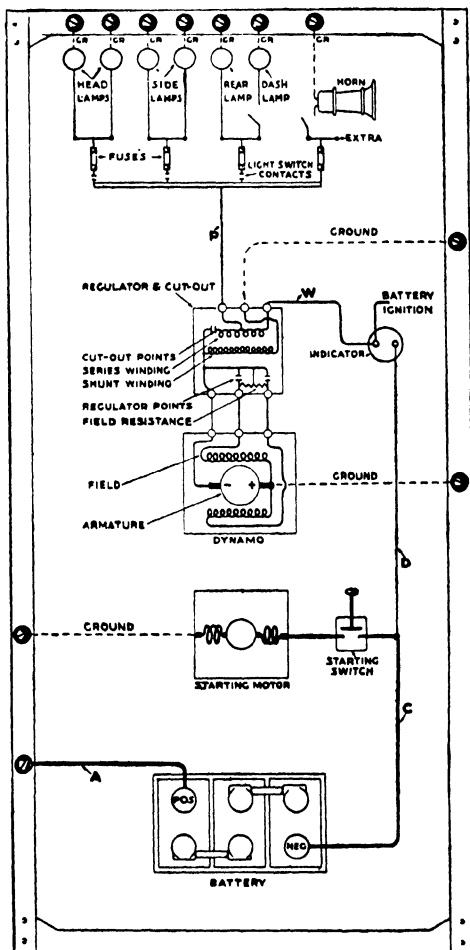 GR GR GR GR GR GR GR
HEAD LAMPS
SIDE LAMPS
REAR LAMP
DASH LAMP
HORN
EXTRA
FUSES
LIGHT SWITCH
CONTACTS
GROUND
REGULATOR & CUT-OUT
W
BATTERY
IGNITION
INDICATOR
CUT-OUT POINTS
SERIES WINDING
SHUNT WINDING
REGULATOR POINTS
FIELD RESISTANCE
FIELD
GROUND
- +
ARMATURE
DYNAMO
D
GROUND
STARTING
SWITCH
STARTING MOTOR
C
A
POS
NEG
BATTERY